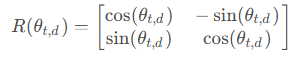 R(θ_{t,d}) = [cos(θ_{t,d}) −sin(θ_{t,d})
sin(θ_{t,d}) cos(θ_{t,d})]